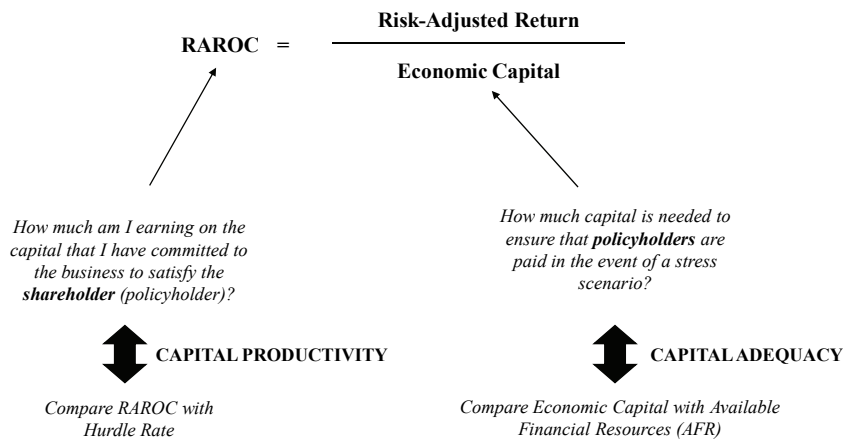 Risk-Adjusted Return
RAROC =
Economic Capital
How much am I earning on the
capital that I have committed to
the business to satisfy the
shareholder (policyholder)?
How much capital is needed to
ensure that policyholders are
paid in the event of a stress
scenario?
CAPITAL PRODUCTIVITY
CAPITAL ADEQUACY
Compare RAROC with
Hurdle Rate
Compare Economic Capital with Available
Financial Resources (AFR)